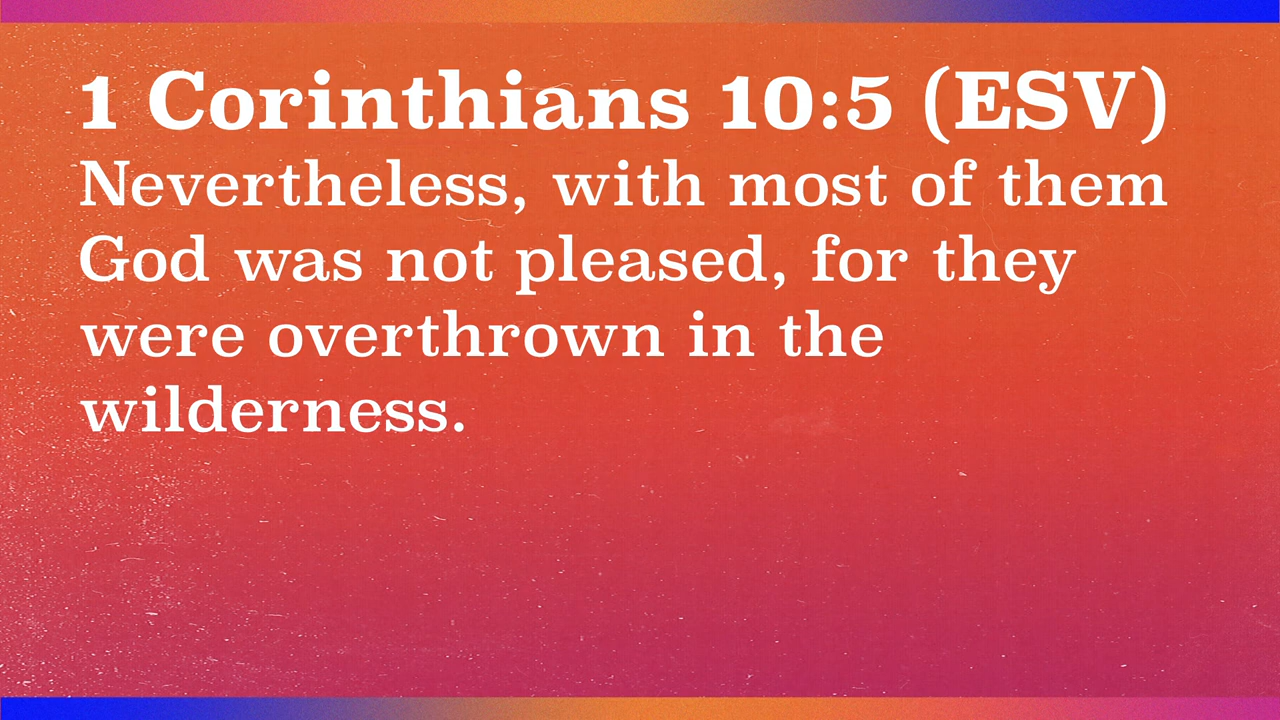 1 Corinthians 10:5 (ESV)
Nevertheless, with most of them
God was not pleased, for they
were overthrown in the
wilderness.